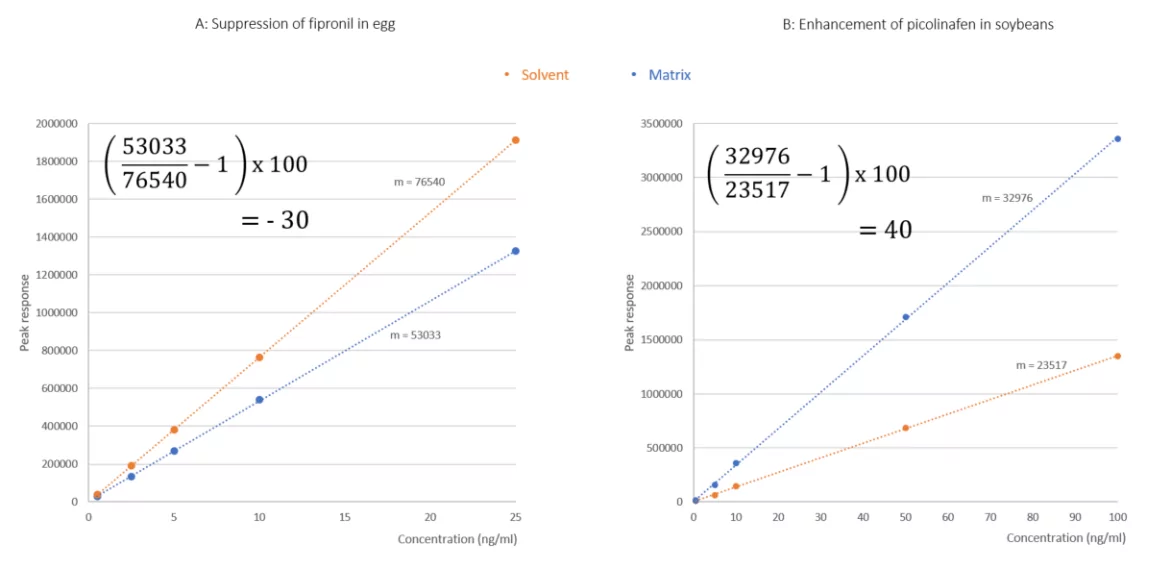 A: Suppression of fipronil in egg
B: Enhancement of picolinafen in soybeans
• Solvent
• Matrix
2000000
1800000
1600000
1400000
1200000
1000000
800000
600000
400000
200000
0
Peak response
(53033/76540 − 1) x 100
= - 30
m = 76540
m = 53033
0 5 10 15 20 25
Concentration (ng/ml)
3500000
3000000
2500000
2000000
1500000
1000000
500000
0
Peak response
(32976/23517 − 1) x 100
= 40
m = 32976
m = 23517
0 10 20 30 40 50 60 70 80 90 100
Concentration (ng/ml)